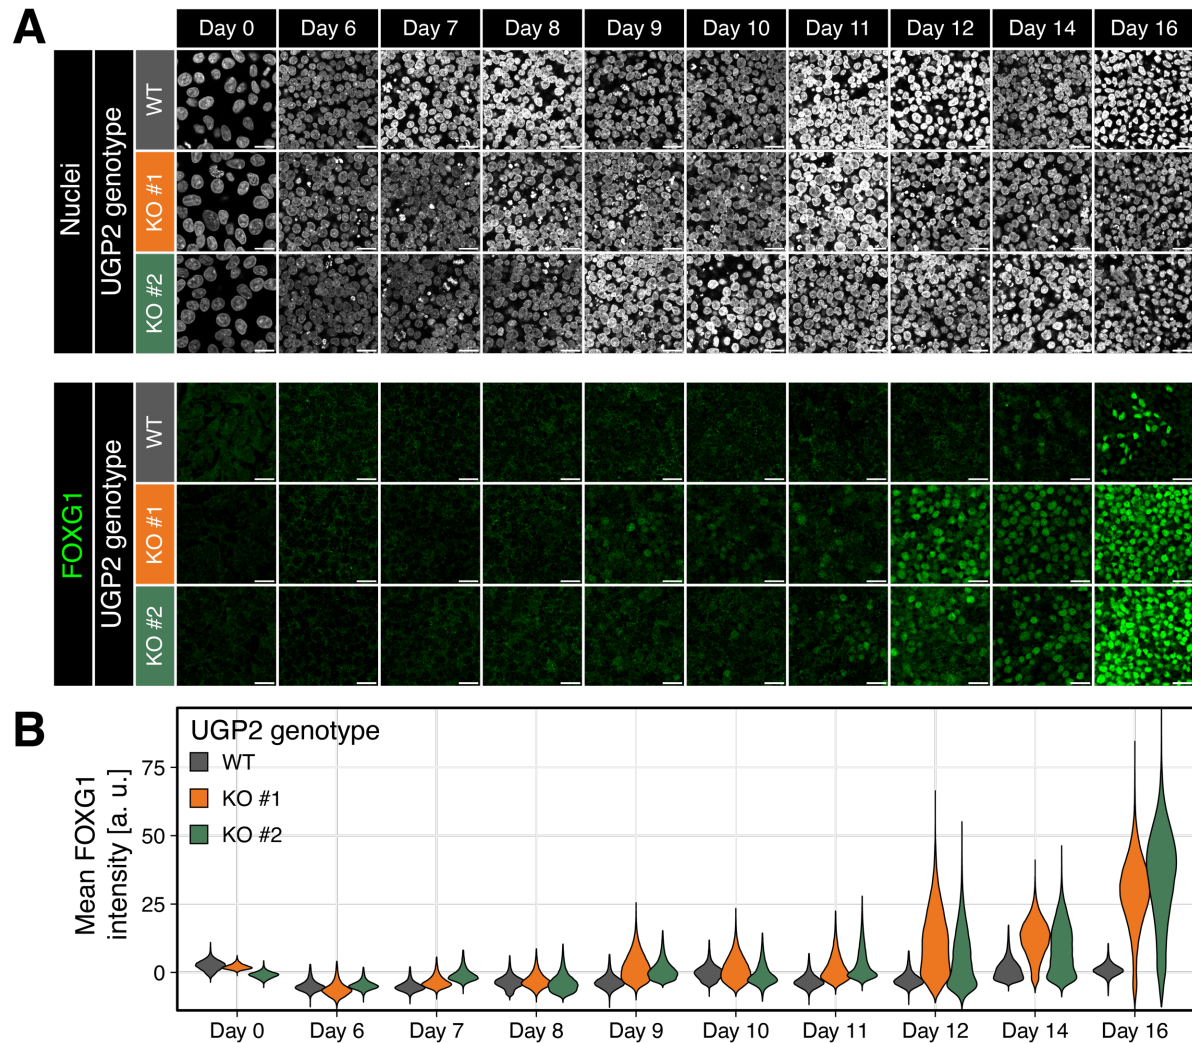 A
Day 0 Day 6 Day 7 Day 8 Day 9 Day 10 Day 11 Day 12 Day 14 Day 16
Nuclei
UGP2 genotype
WT
KO #1
KO #2
FOXG1
UGP2 genotype
WT
KO #1
KO #2
B
Mean FOXG1
intensity [a. u.]
75
50
25
0
UGP2 genotype
WT
KO #1
KO #2
Day 0 Day 6 Day 7 Day 8 Day 9 Day 10 Day 11 Day 12 Day 14 Day 16